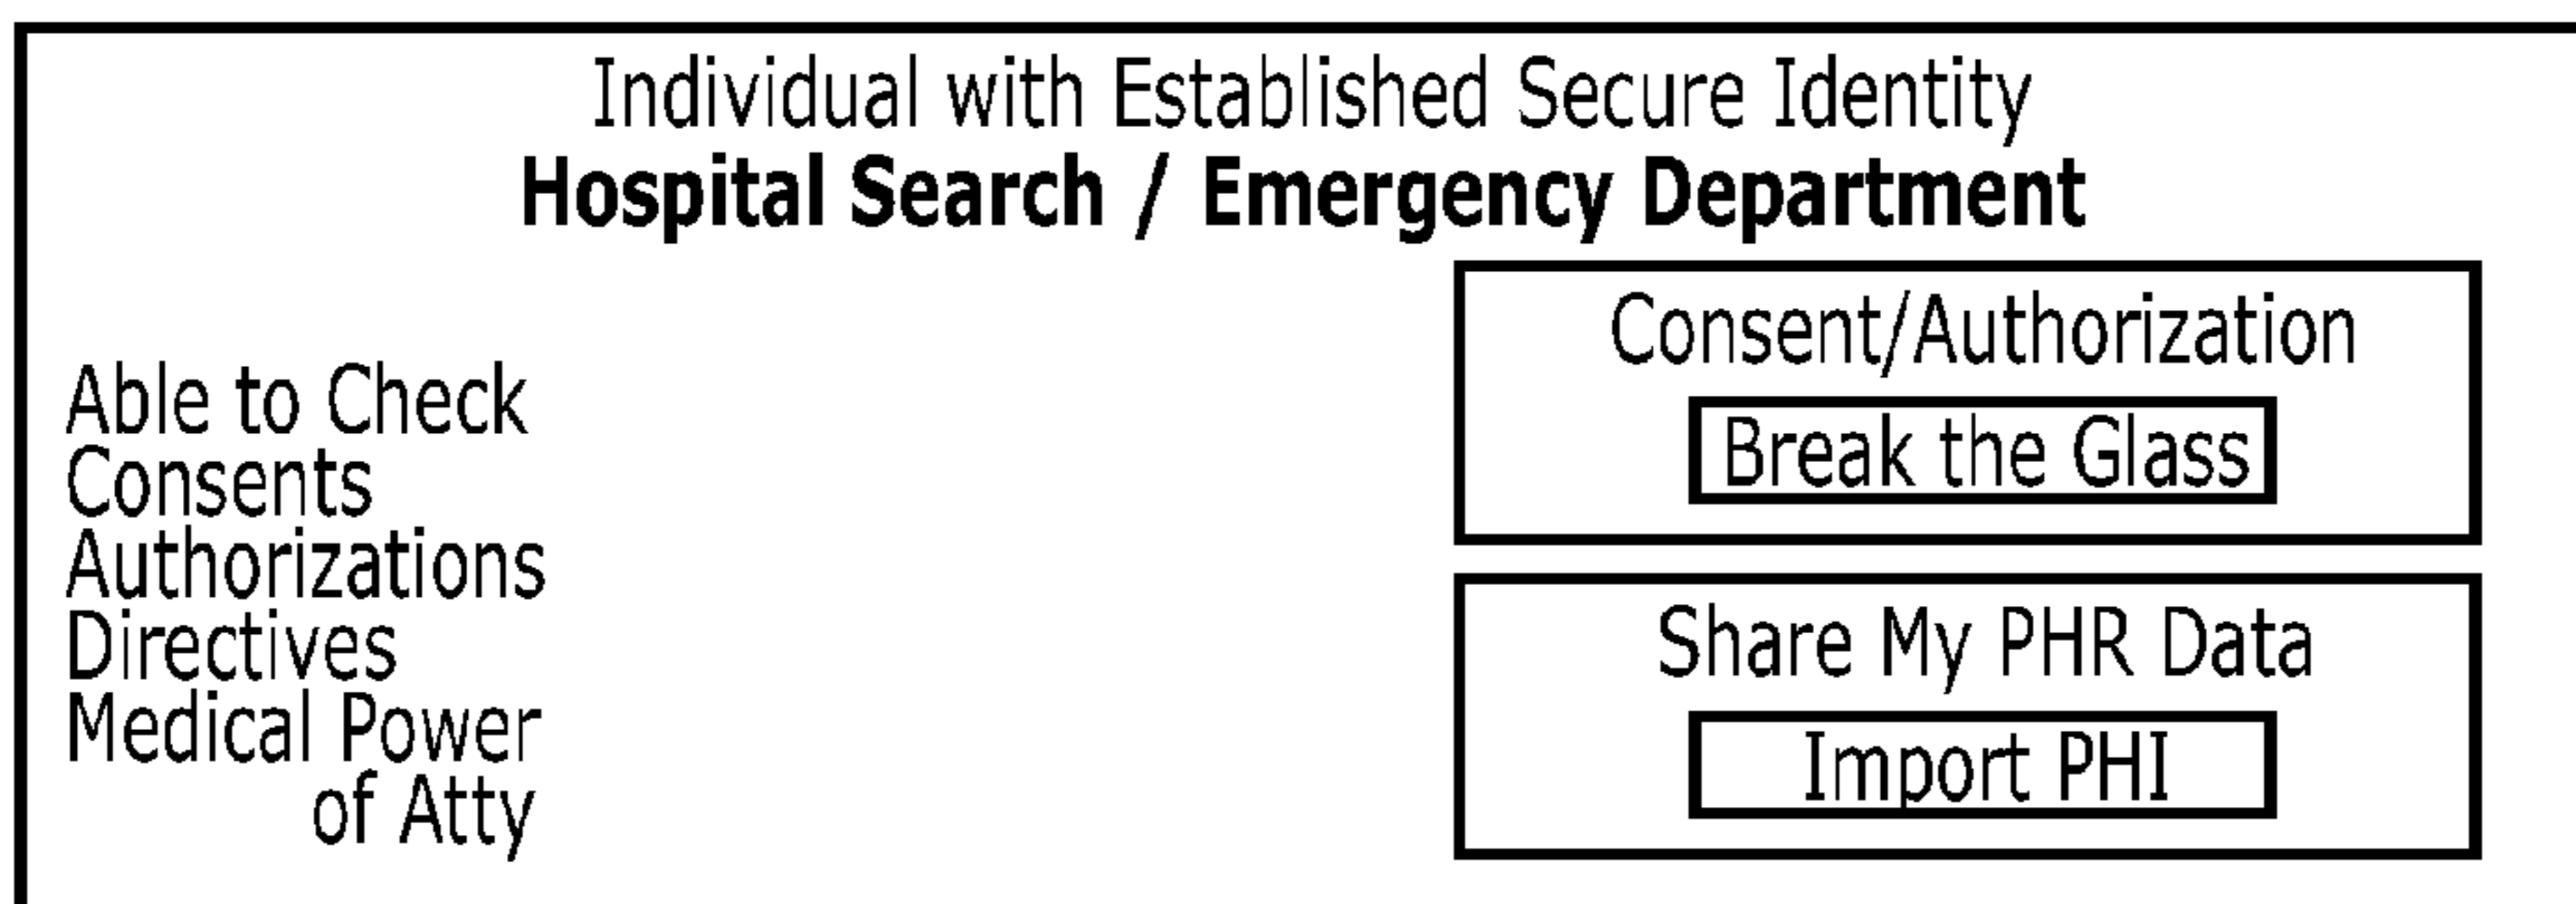 Individual with Established Secure Identity
Hospital Search / Emergency Department
Able to Check
Consents
Authorizations
Directives
Medical Power
of Atty
Consent/Authorization
Break the Glass
Share My PHR Data
Import PHI